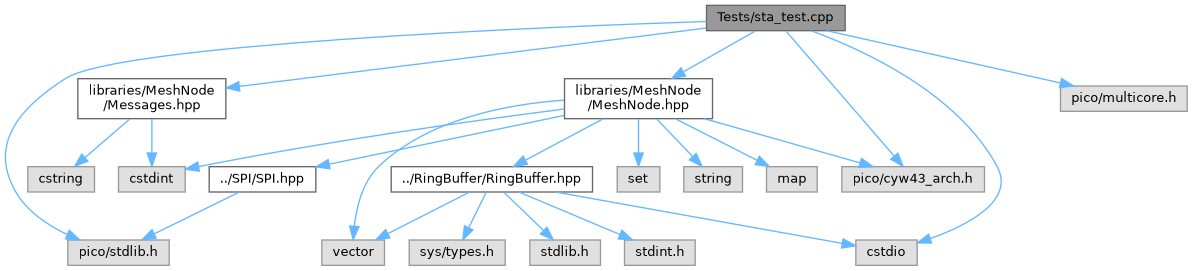 Tests/sta_test.cpp
libraries/MeshNode
/Messages.hpp
libraries/MeshNode
/MeshNode.hpp
pico/multicore.h
cstring
cstdint
../SPI/SPI.hpp
../RingBuffer/RingBuffer.hpp
set
string
map
pico/cyw43_arch.h
pico/stdlib.h
vector
sys/types.h
stdlib.h
stdint.h
cstdio